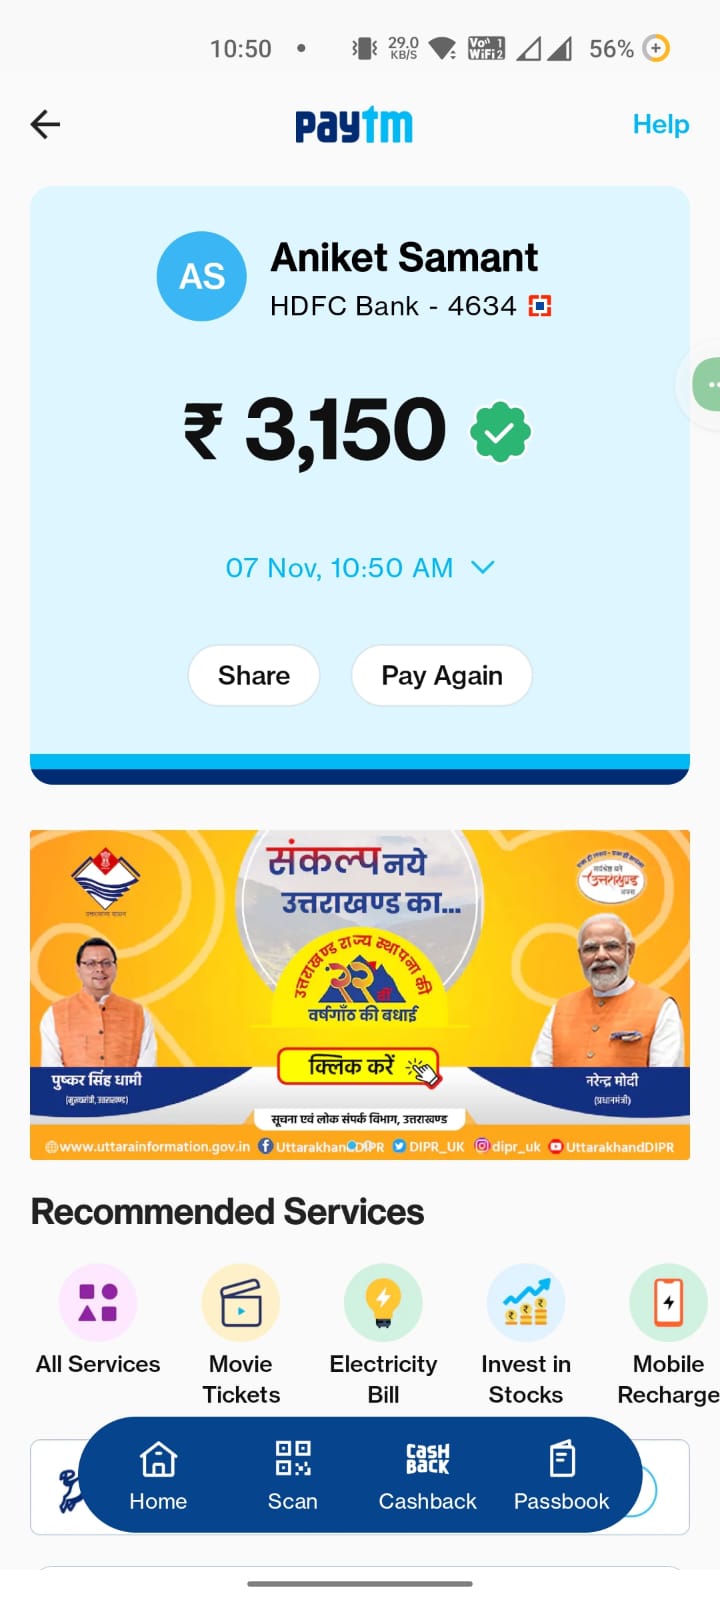 10:50 • 29.0 KB/S Vo 1 WiFi2 56%
paytm Help
AS Aniket Samant
HDFC Bank - 4634
₹ 3,150
07 Nov, 10:50 AM
Share Pay Again
संकल्प नये
उत्तराखण्ड का...
उत्तराखण्ड राज्य स्थापना की
वर्षगाँठ की बधाई
क्लिक करें
पुष्कर सिंह धामी
(मुख्यमंत्री, उत्तराखण्ड)
नरेन्द्र मोदी
(प्रधानमंत्री)
सूचना एवं लोक संपर्क विभाग, उत्तराखण्ड
www.uttarainformation.gov.in UttarakhandDIPR DIPR_UK dipr_uk UttarakhandDIPR
Recommended Services
All Services
Movie Tickets
Electricity Bill
Invest in Stocks
Mobile Recharge
CASH BACK
Home Scan Cashback Passbook